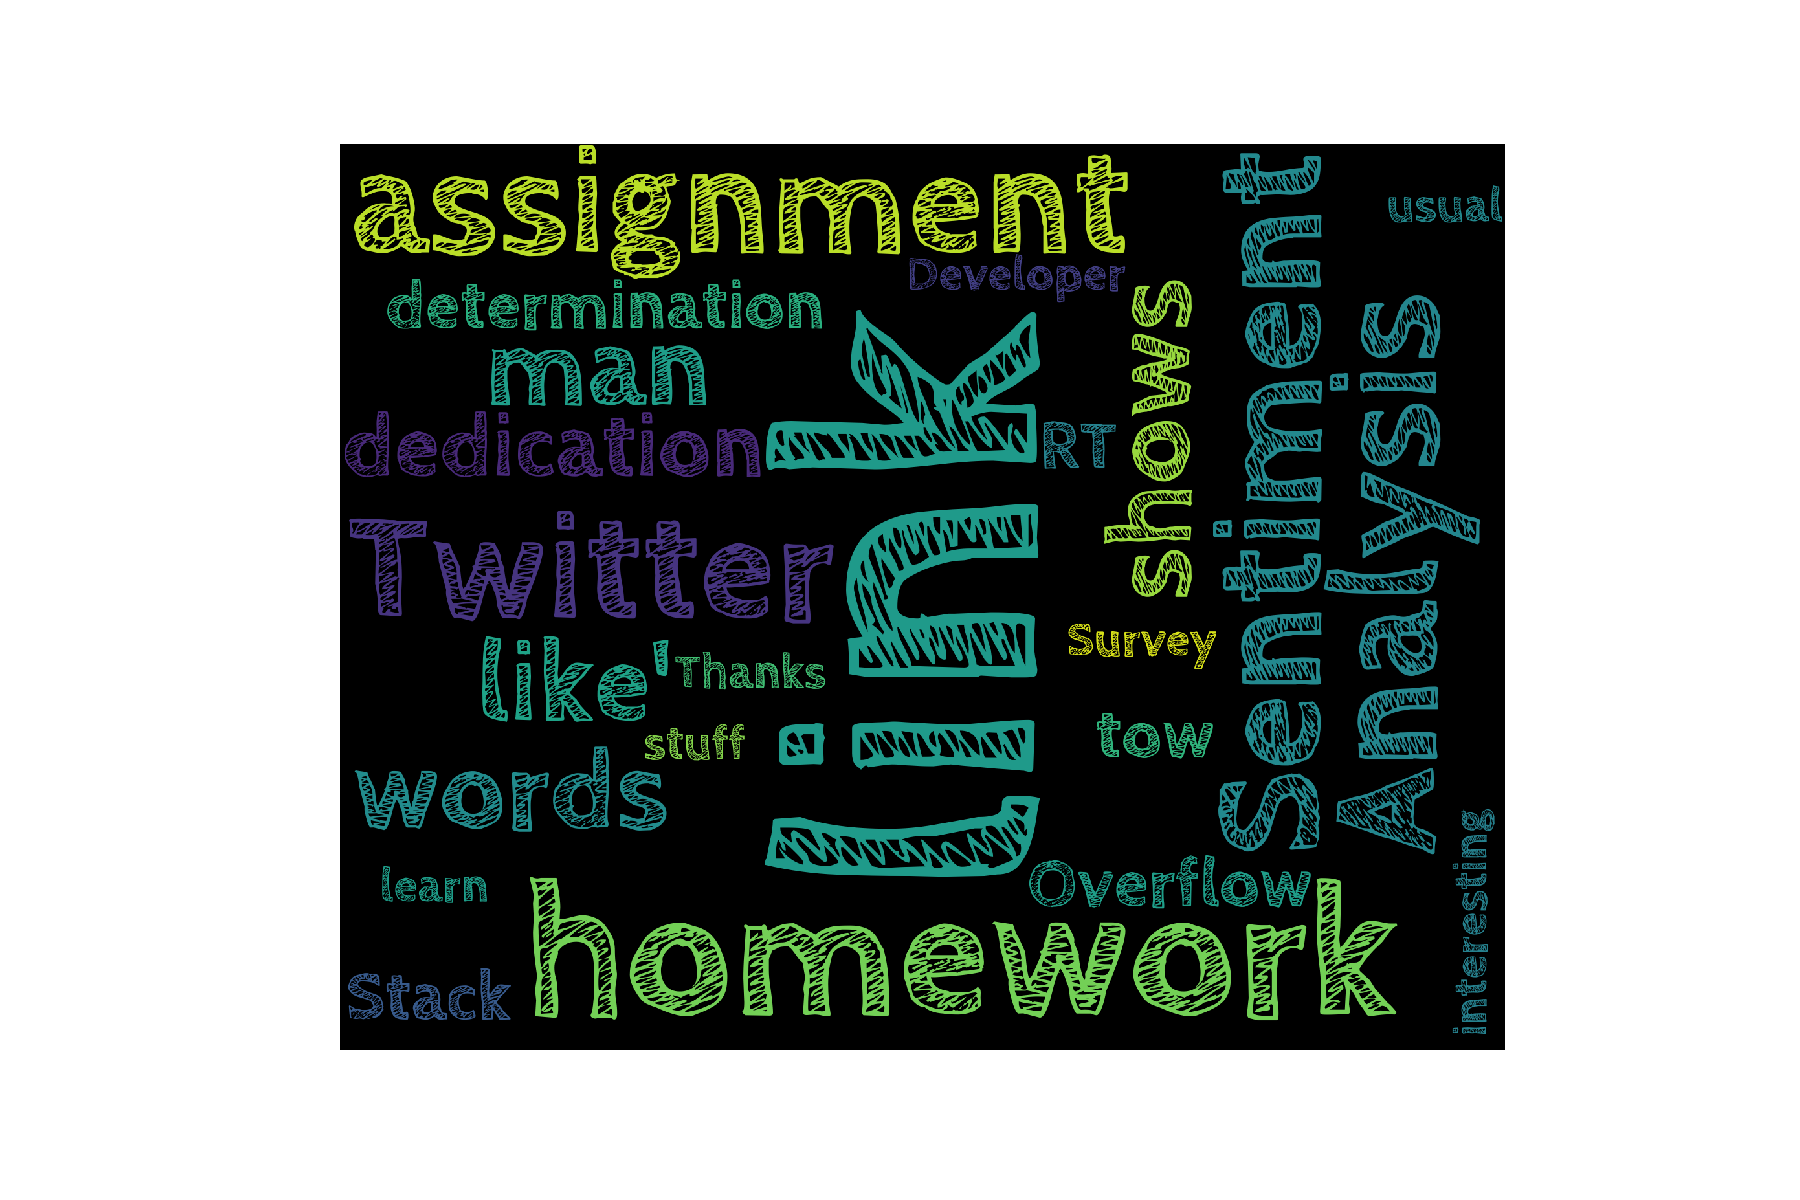 assignment
usual
Developer
determination
shows
Sentiment
Analysis
man
link
dedication
RT
Twitter
like'
Thanks
Survey
stuff
tow
words
learn
Overflow
homework
interesting
Stack